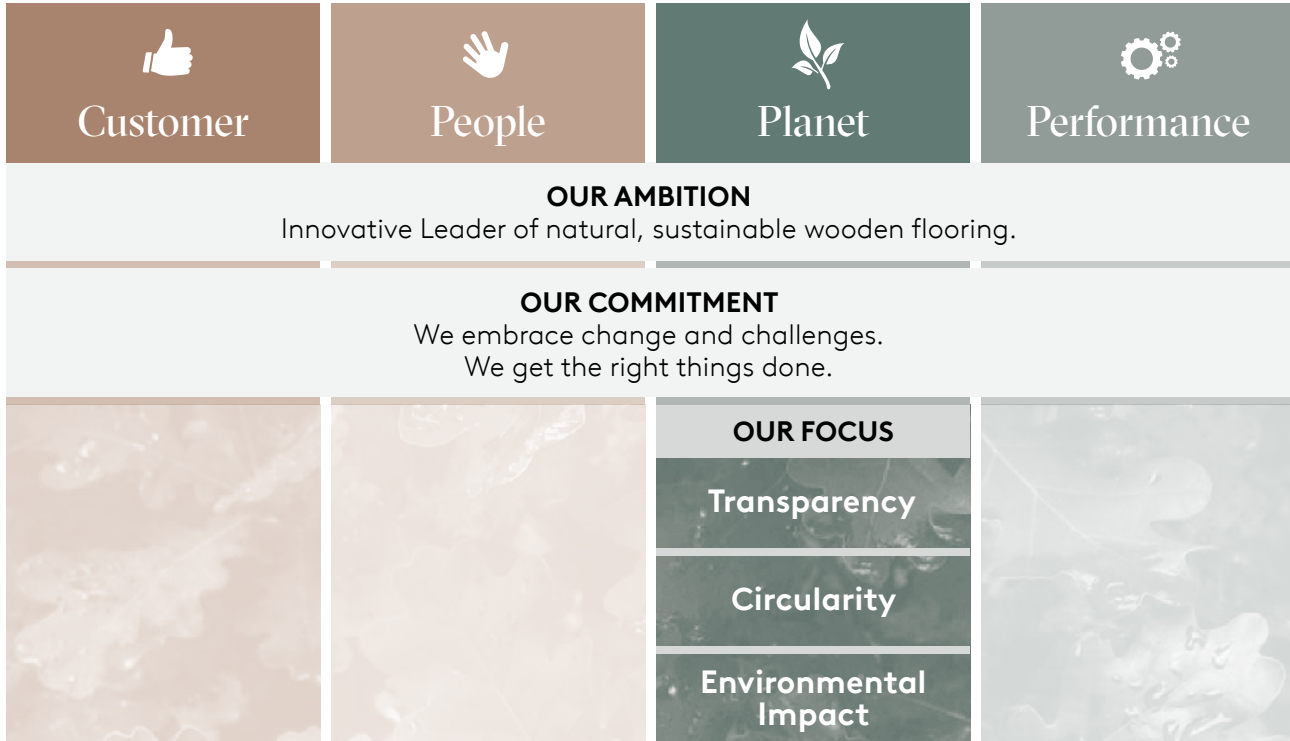 Customer
People
Planet
Performance
OUR AMBITION
Innovative Leader of natural, sustainable wooden flooring.
OUR COMMITMENT
We embrace change and challenges.
We get the right things done.
OUR FOCUS
Transparency
Circularity
Environmental
Impact